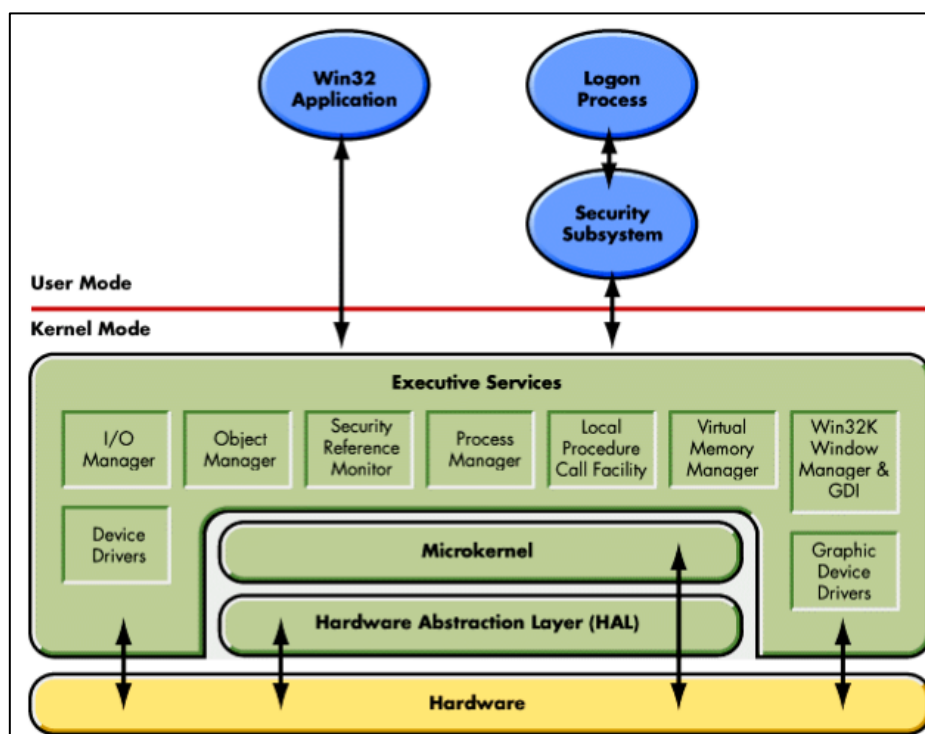 Win32
Application
Logon
Process
Security
Subsystem
User Mode
Kernel Mode
Executive Services
I/O
Manager
Object
Manager
Security
Reference
Monitor
Process
Manager
Local
Procedure
Call Facility
Virtual
Memory
Manager
Win32K
Window
Manager &
GDI
Device
Drivers
Graphic
Device
Drivers
Microkernel
Hardware Abstraction Layer (HAL)
Hardware